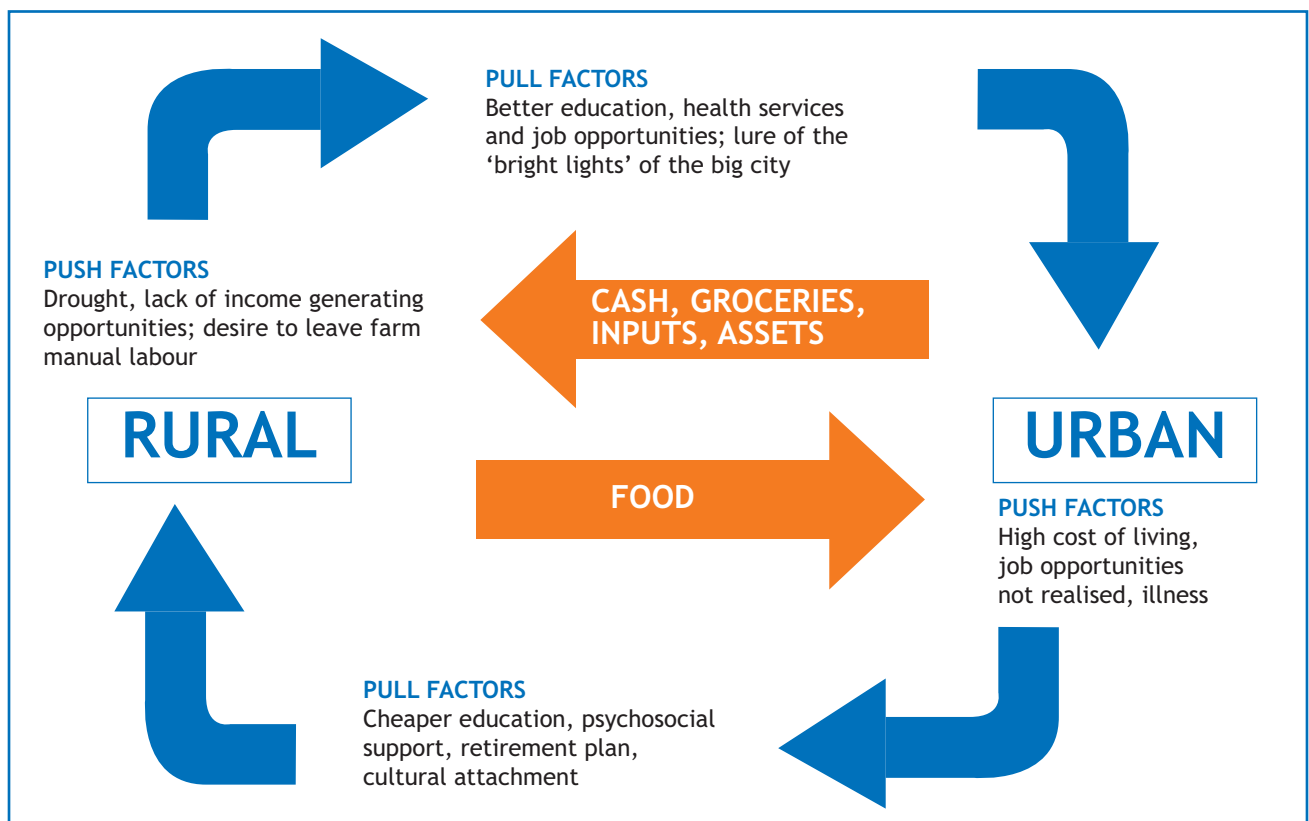 PULL FACTORS
Better education, health services
and job opportunities; lure of the
‘bright lights’ of the big city
PUSH FACTORS
Drought, lack of income generating
opportunities; desire to leave farm
manual labour
CASH, GROCERIES,
INPUTS, ASSETS
RURAL
URBAN
FOOD
PUSH FACTORS
High cost of living,
job opportunities
not realised, illness
PULL FACTORS
Cheaper education, psychosocial
support, retirement plan,
cultural attachment